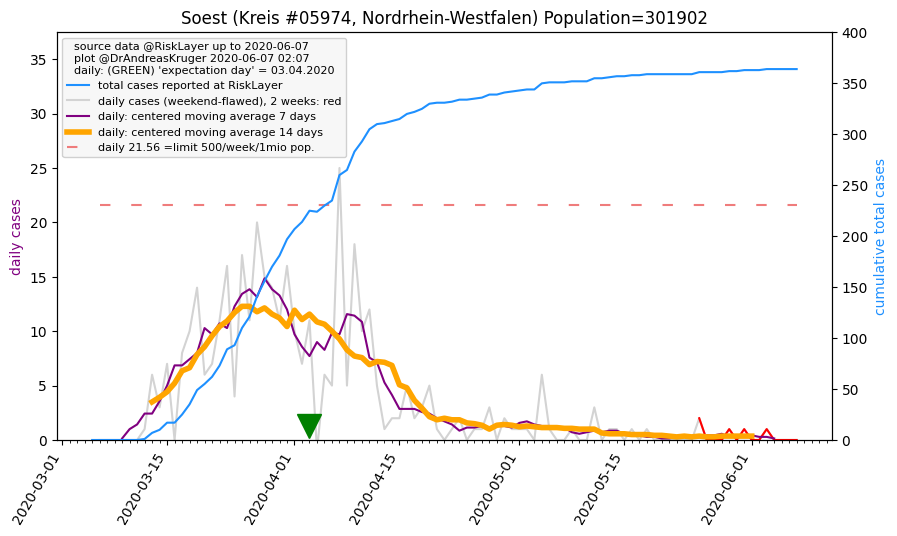 Soest (Kreis #05974, Nordrhein-Westfalen) Population=301902
source data @RiskLayer up to 2020-06-07
plot @DrAndreasKruger 2020-06-07 02:07
daily: (GREEN) 'expectation day' = 03.04.2020
total cases reported at RiskLayer
daily cases (weekend-flawed), 2 weeks: red
daily: centered moving average 7 days
daily: centered moving average 14 days
daily 21.56 =limit 500/week/1mio pop.
daily cases
35
30
25
20
15
10
5
0
cumulative total cases
400
350
300
250
200
150
100
50
0
2020-03-01
2020-03-15
2020-04-01
2020-04-15
2020-05-01
2020-05-15
2020-06-01